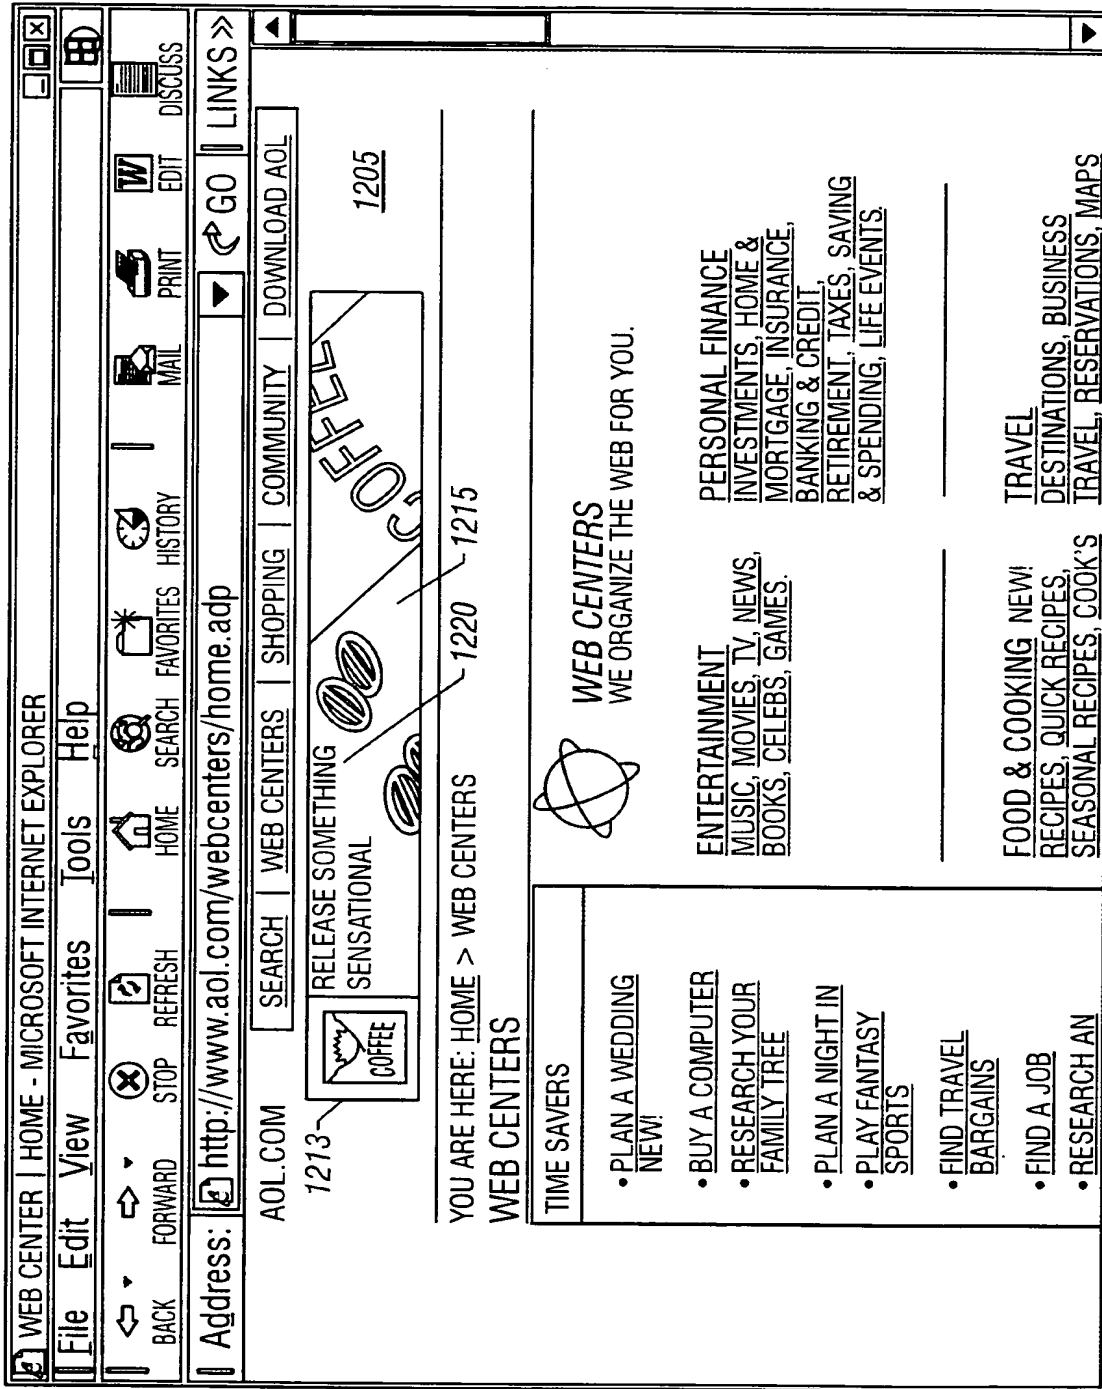 WEB CENTER | HOME - MICROSOFT INTERNET EXPLORER
File Edit View Favorites Tools Help
BACK FORWARD STOP REFRESH HOME SEARCH FAVORITES HISTORY MAIL PRINT EDIT DISCUSS
W
Address: http://www.aol.com/webcenters/home.adp GO LINKS >>
AOL.COM
SEARCH | WEB CENTERS | SHOPPING | COMMUNITY | DOWNLOAD AOL
1213
COFFEE
RELEASE SOMETHING
SENSATIONAL
COFFEE
1205
1220
1215
YOU ARE HERE: HOME > WEB CENTERS
WEB CENTERS
TIME SAVERS
• PLAN A WEDDING
NEW!
• BUY A COMPUTER
• RESEARCH YOUR
FAMILY TREE
• PLAN A NIGHT IN
• PLAY FANTASY
SPORTS
• FIND TRAVEL
BARGAINS
• FIND A JOB
• RESEARCH AN
WEB CENTERS
WE ORGANIZE THE WEB FOR YOU.
ENTERTAINMENT
MUSIC, MOVIES, TV, NEWS,
BOOKS, CELEBS, GAMES.
PERSONAL FINANCE
INVESTMENTS, HOME &
MORTGAGE, INSURANCE,
BANKING & CREDIT,
RETIREMENT, TAXES, SAVING
& SPENDING, LIFE EVENTS.
FOOD & COOKING NEW!
RECIPES, QUICK RECIPES,
SEASONAL RECIPES, COOK'S
TRAVEL
DESTINATIONS, BUSINESS
TRAVEL, RESERVATIONS, MAPS